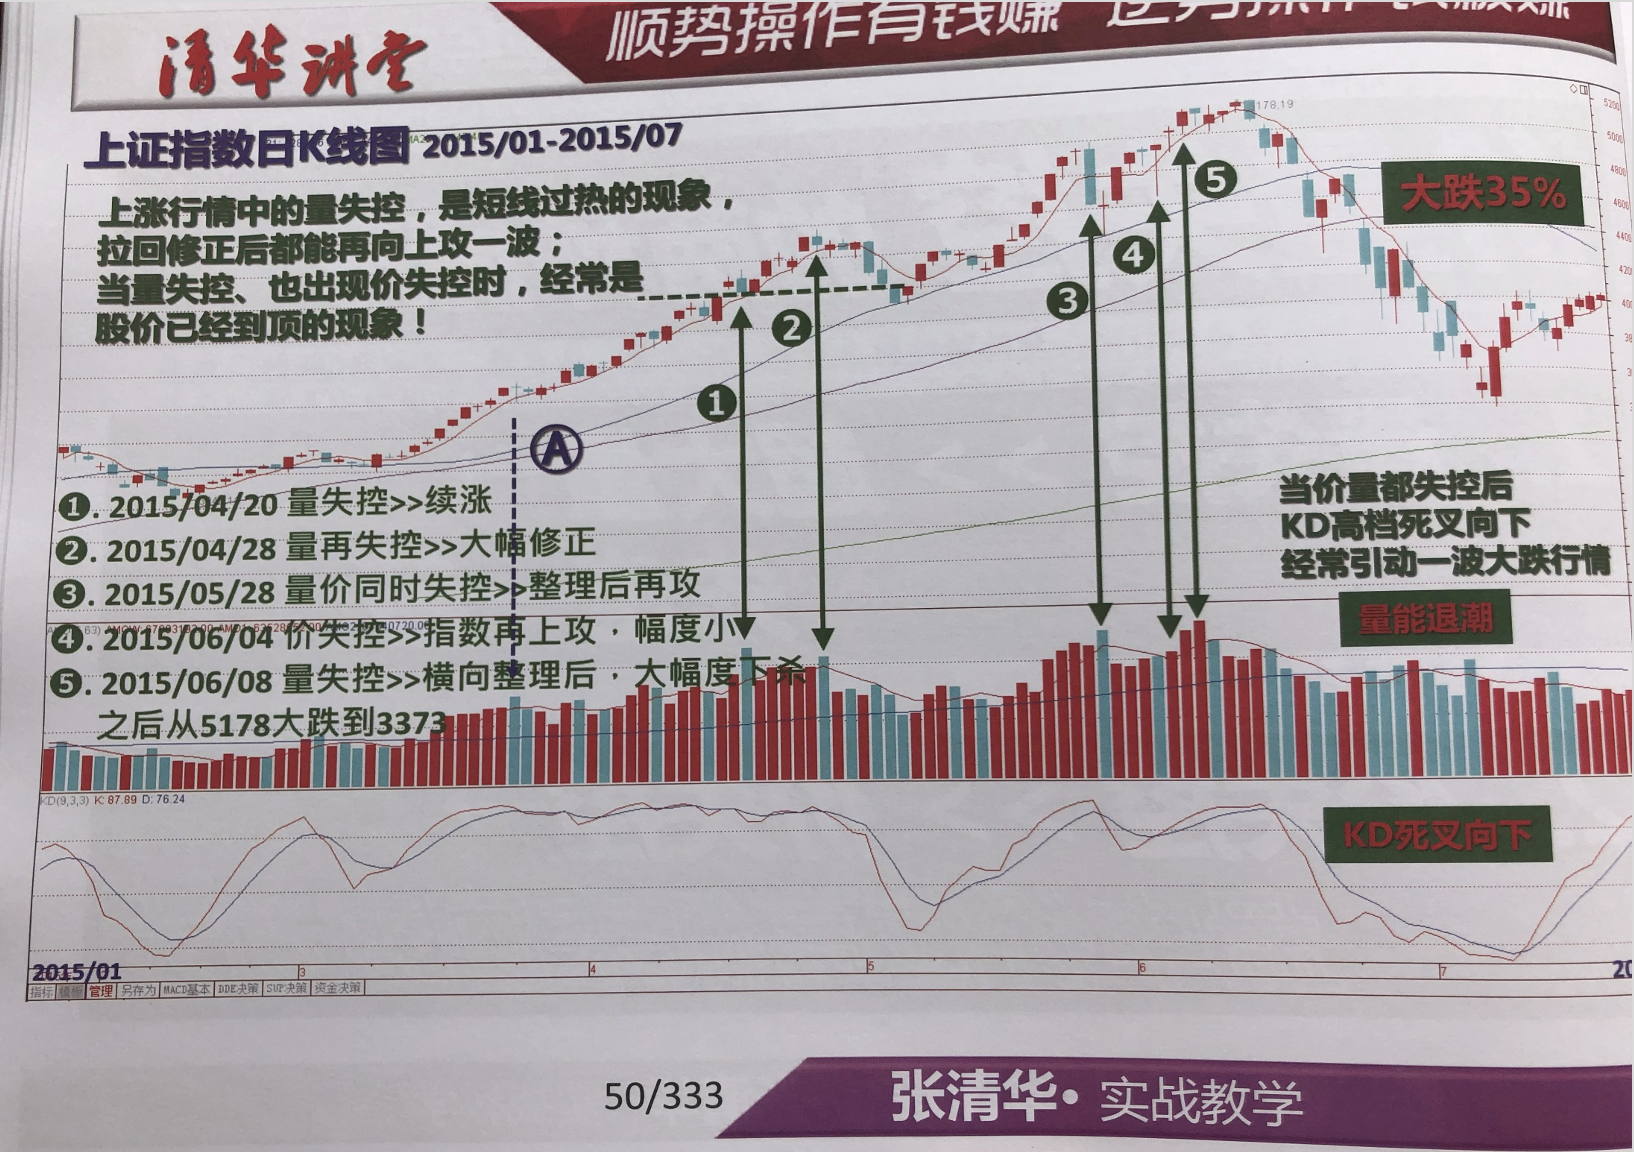 清华讲堂
顺势操作有钱赚
上证指数日K线图 2015/01-2015/07
178.19
上涨行情中的量失控，是短线过热的现象，
拉回修正后都能再向上攻一波；
当量失控、也出现价失控时，经常是
股价已经到顶的现象！
大跌35%
5200
5000
4800
4600
4400
❶
❷
❸
❹
❺
A
❶. 2015/04/20 量失控>>续涨
❷. 2015/04/28 量再失控>>大幅修正
❸. 2015/05/28 量价同时失控>>整理后再攻
❹. 2015/06/04 价失控>>指数再上攻，幅度小
❺. 2015/06/08 量失控>>横向整理后，大幅度下杀
之后从5178大跌到3373
当价量都失控后
KD高档死叉向下
经常引动一波大跌行情
量能退潮
KD(9,3,3) K: 87.89 D: 76.24
KD死叉向下
2015/01
3
4
5
6
7
20
指标 模板 管理 另存为 MACD基本 DDE决策 SUP决策 资金决策
50/333
张清华•实战教学